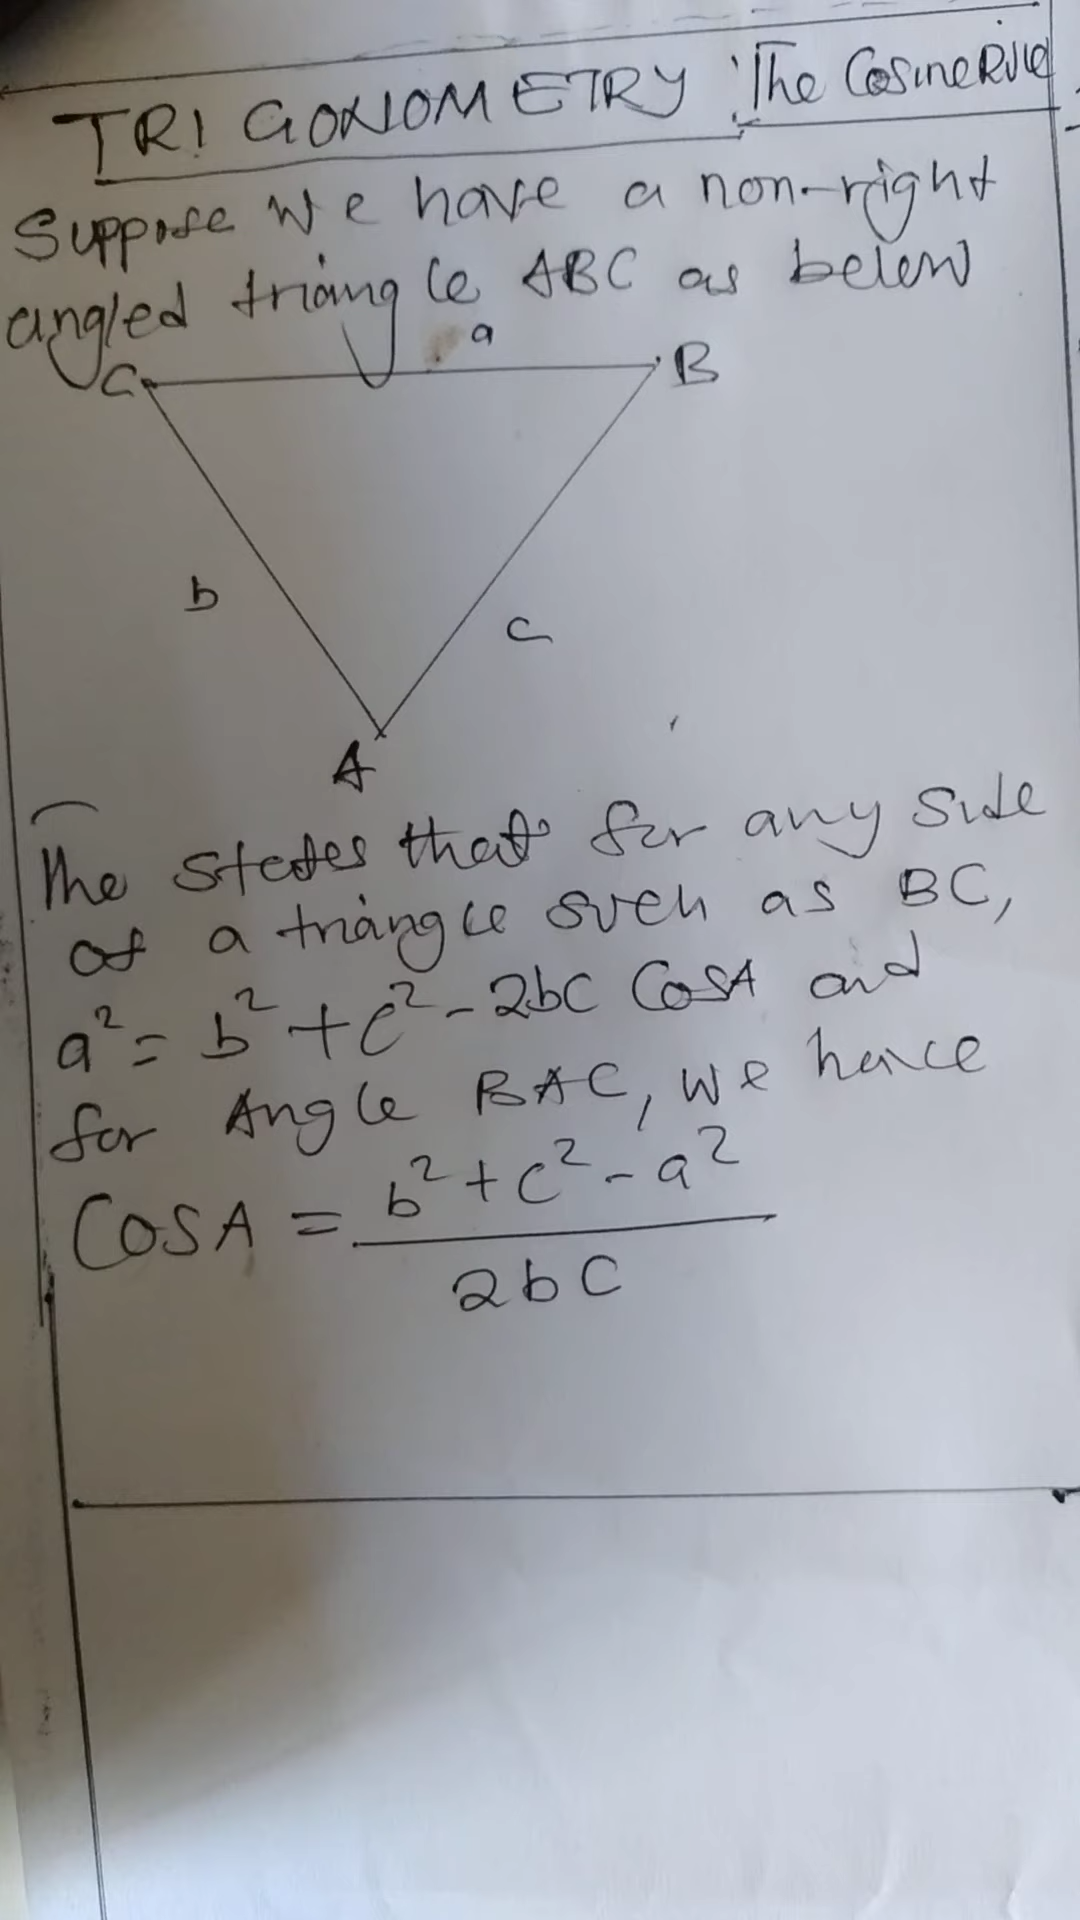 TRIGONOMETRY : The Cosine Rule
Suppose we have a non-right
angled triangle ABC as below
a
C
B
b
c
A
The states that for any side
of a triangle such as BC,
a² = b² + c² - 2bc CosA and
for Angle BAC, we hence
CosA = b² + c² - a²
2bc